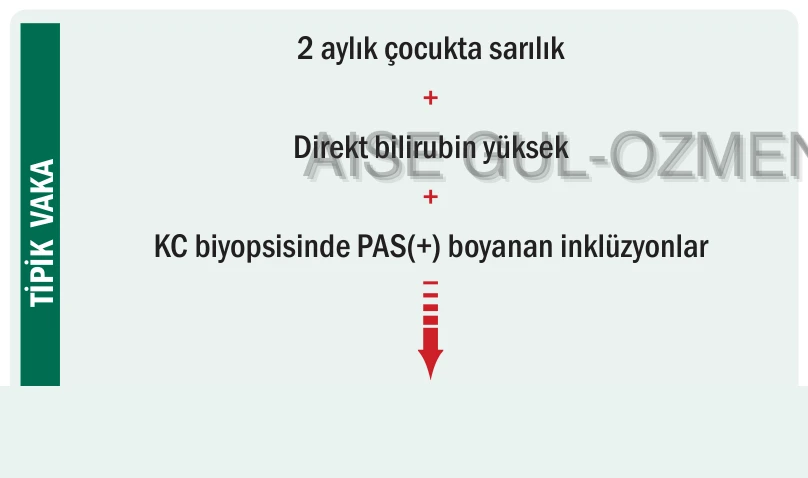 TİPİK VAKA
2 aylık çocukta sarılık
+
Direkt bilirubin yüksek
AISE GUL-OZMEN
+
KC biyopsisinde PAS(+) boyanan inklüzyonlar